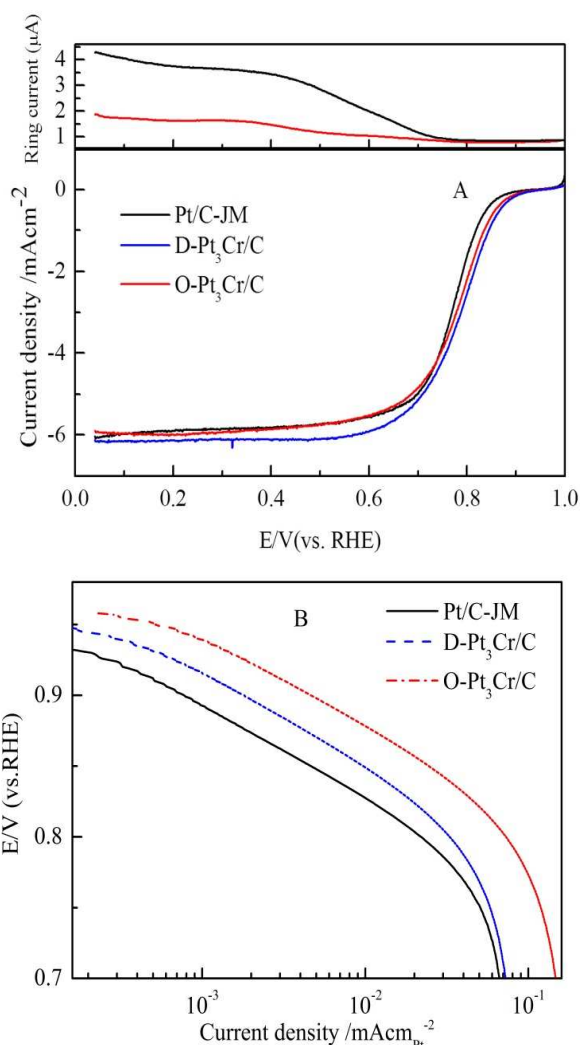 Ring current (μA)
4
3
2
1
Current density /mAcm⁻²
0
-2
-4
-6
A
Pt/C-JM
D-Pt₃Cr/C
O-Pt₃Cr/C
0.0 0.2 0.4 0.6 0.8 1.0
E/V(vs. RHE)
B
Pt/C-JM
D-Pt₃Cr/C
O-Pt₃Cr/C
E/V (vs.RHE)
0.9
0.8
0.7
10⁻³ 10⁻² 10⁻¹
Current density /mAcm_Pt⁻²